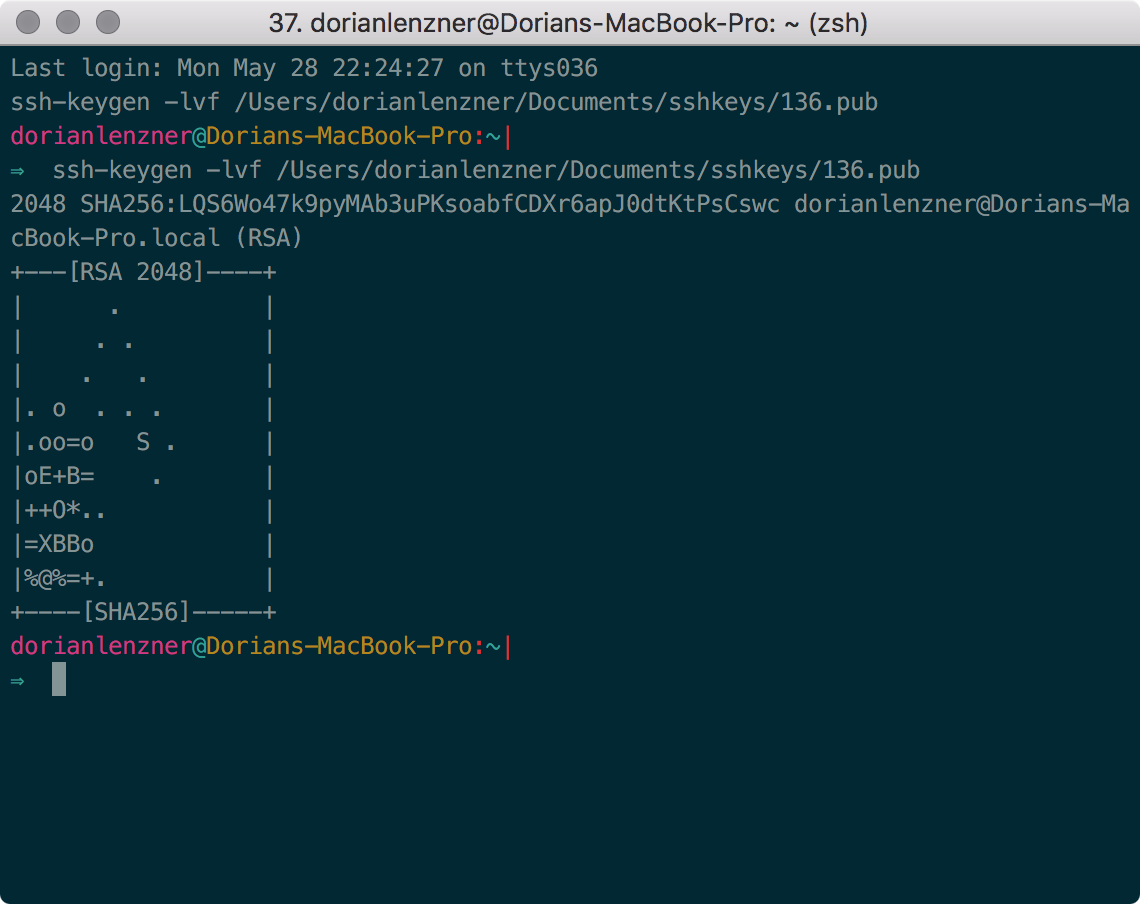 37. dorianlenzner@Dorians-MacBook-Pro: ~ (zsh)
Last login: Mon May 28 22:24:27 on ttys036
ssh-keygen -lvf /Users/dorianlenzner/Documents/sshkeys/136.pub
dorianlenzner@Dorians-MacBook-Pro:~|
⇒  ssh-keygen -lvf /Users/dorianlenzner/Documents/sshkeys/136.pub
2048 SHA256:LQS6Wo47k9pyMAb3uPKsoabfCDXr6apJ0dtKtPsCswc dorianlenzner@Dorians-Ma
cBook-Pro.local (RSA)
+---[RSA 2048]----+
|      .          |
|     . .         |
|    .   .        |
|. o  . . .       |
|.oo=o   S .      |
|oE+B=    .       |
|++O*..           |
|=XBBo            |
|%@%=+.           |
+----[SHA256]-----+
dorianlenzner@Dorians-MacBook-Pro:~|
⇒